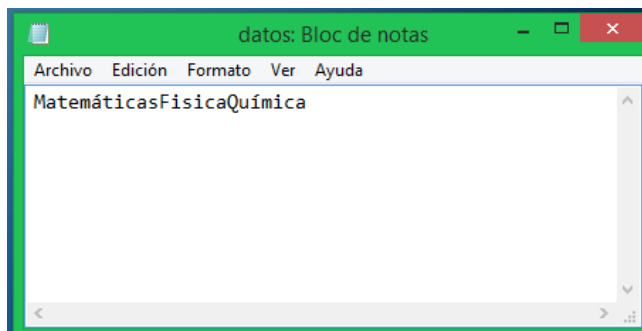 datos: Bloc de notas
Archivo Edición Formato Ver Ayuda
MatemáticasFisicaQuímica